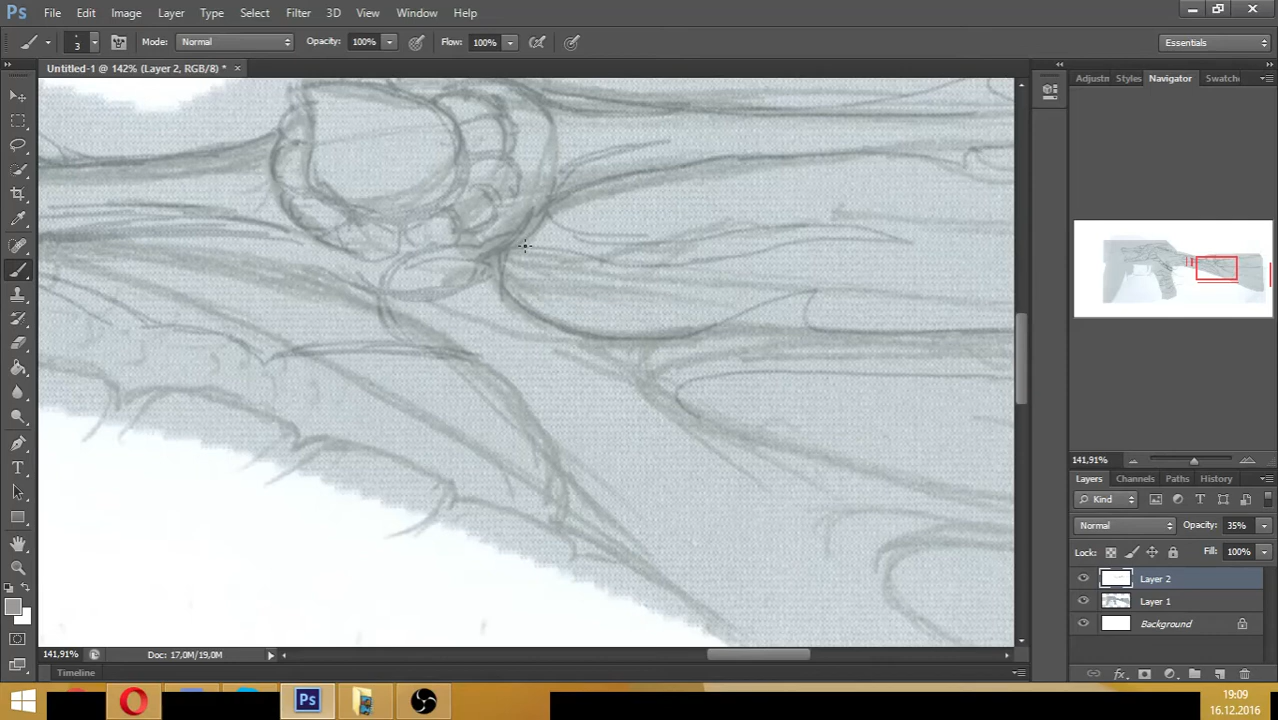 Ps File Edit Image Layer Type Select Filter 3D View Window Help
3 Mode: Normal Opacity: 100% Flow: 100% Essentials
Untitled-1 @ 142% (Layer 2, RGB/8) * ×
Adjustn Styles Navigator Swatch
141,91%
Layers Channels Paths History
Kind
Normal Opacity: 35%
Lock: Fill: 100%
Layer 2
Layer 1
Background
141,91% Doc: 17,0M/19,0M
Timeline
Ps
19:09
16.12.2016